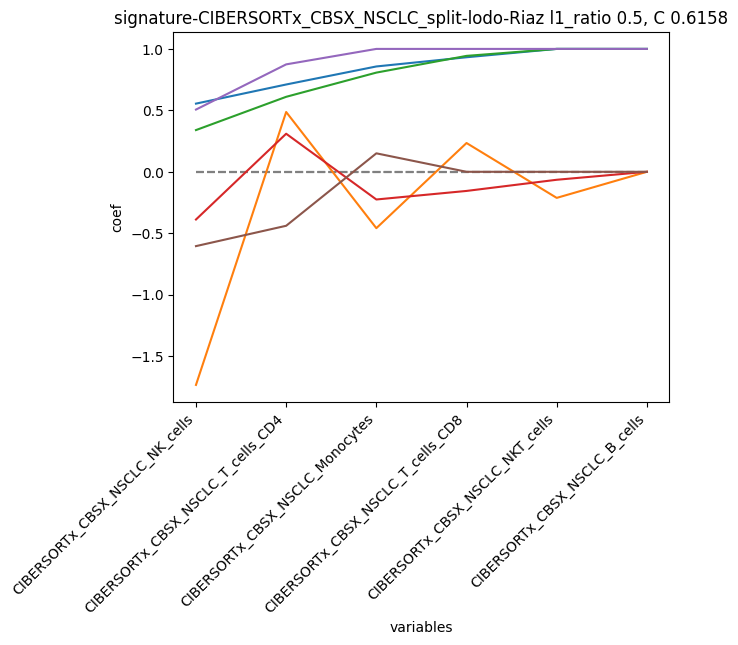 signature-CIBERSORTx_CBSX_NSCLC_split-lodo-Riaz l1_ratio 0.5, C 0.6158
1.0
0.5
0.0
−0.5
−1.0
−1.5
coef
CIBERSORTx_CBSX_NSCLC_NK_cells
CIBERSORTx_CBSX_NSCLC_T_cells_CD4
CIBERSORTx_CBSX_NSCLC_Monocytes
CIBERSORTx_CBSX_NSCLC_T_cells_CD8
CIBERSORTx_CBSX_NSCLC_NKT_cells
CIBERSORTx_CBSX_NSCLC_B_cells
variables